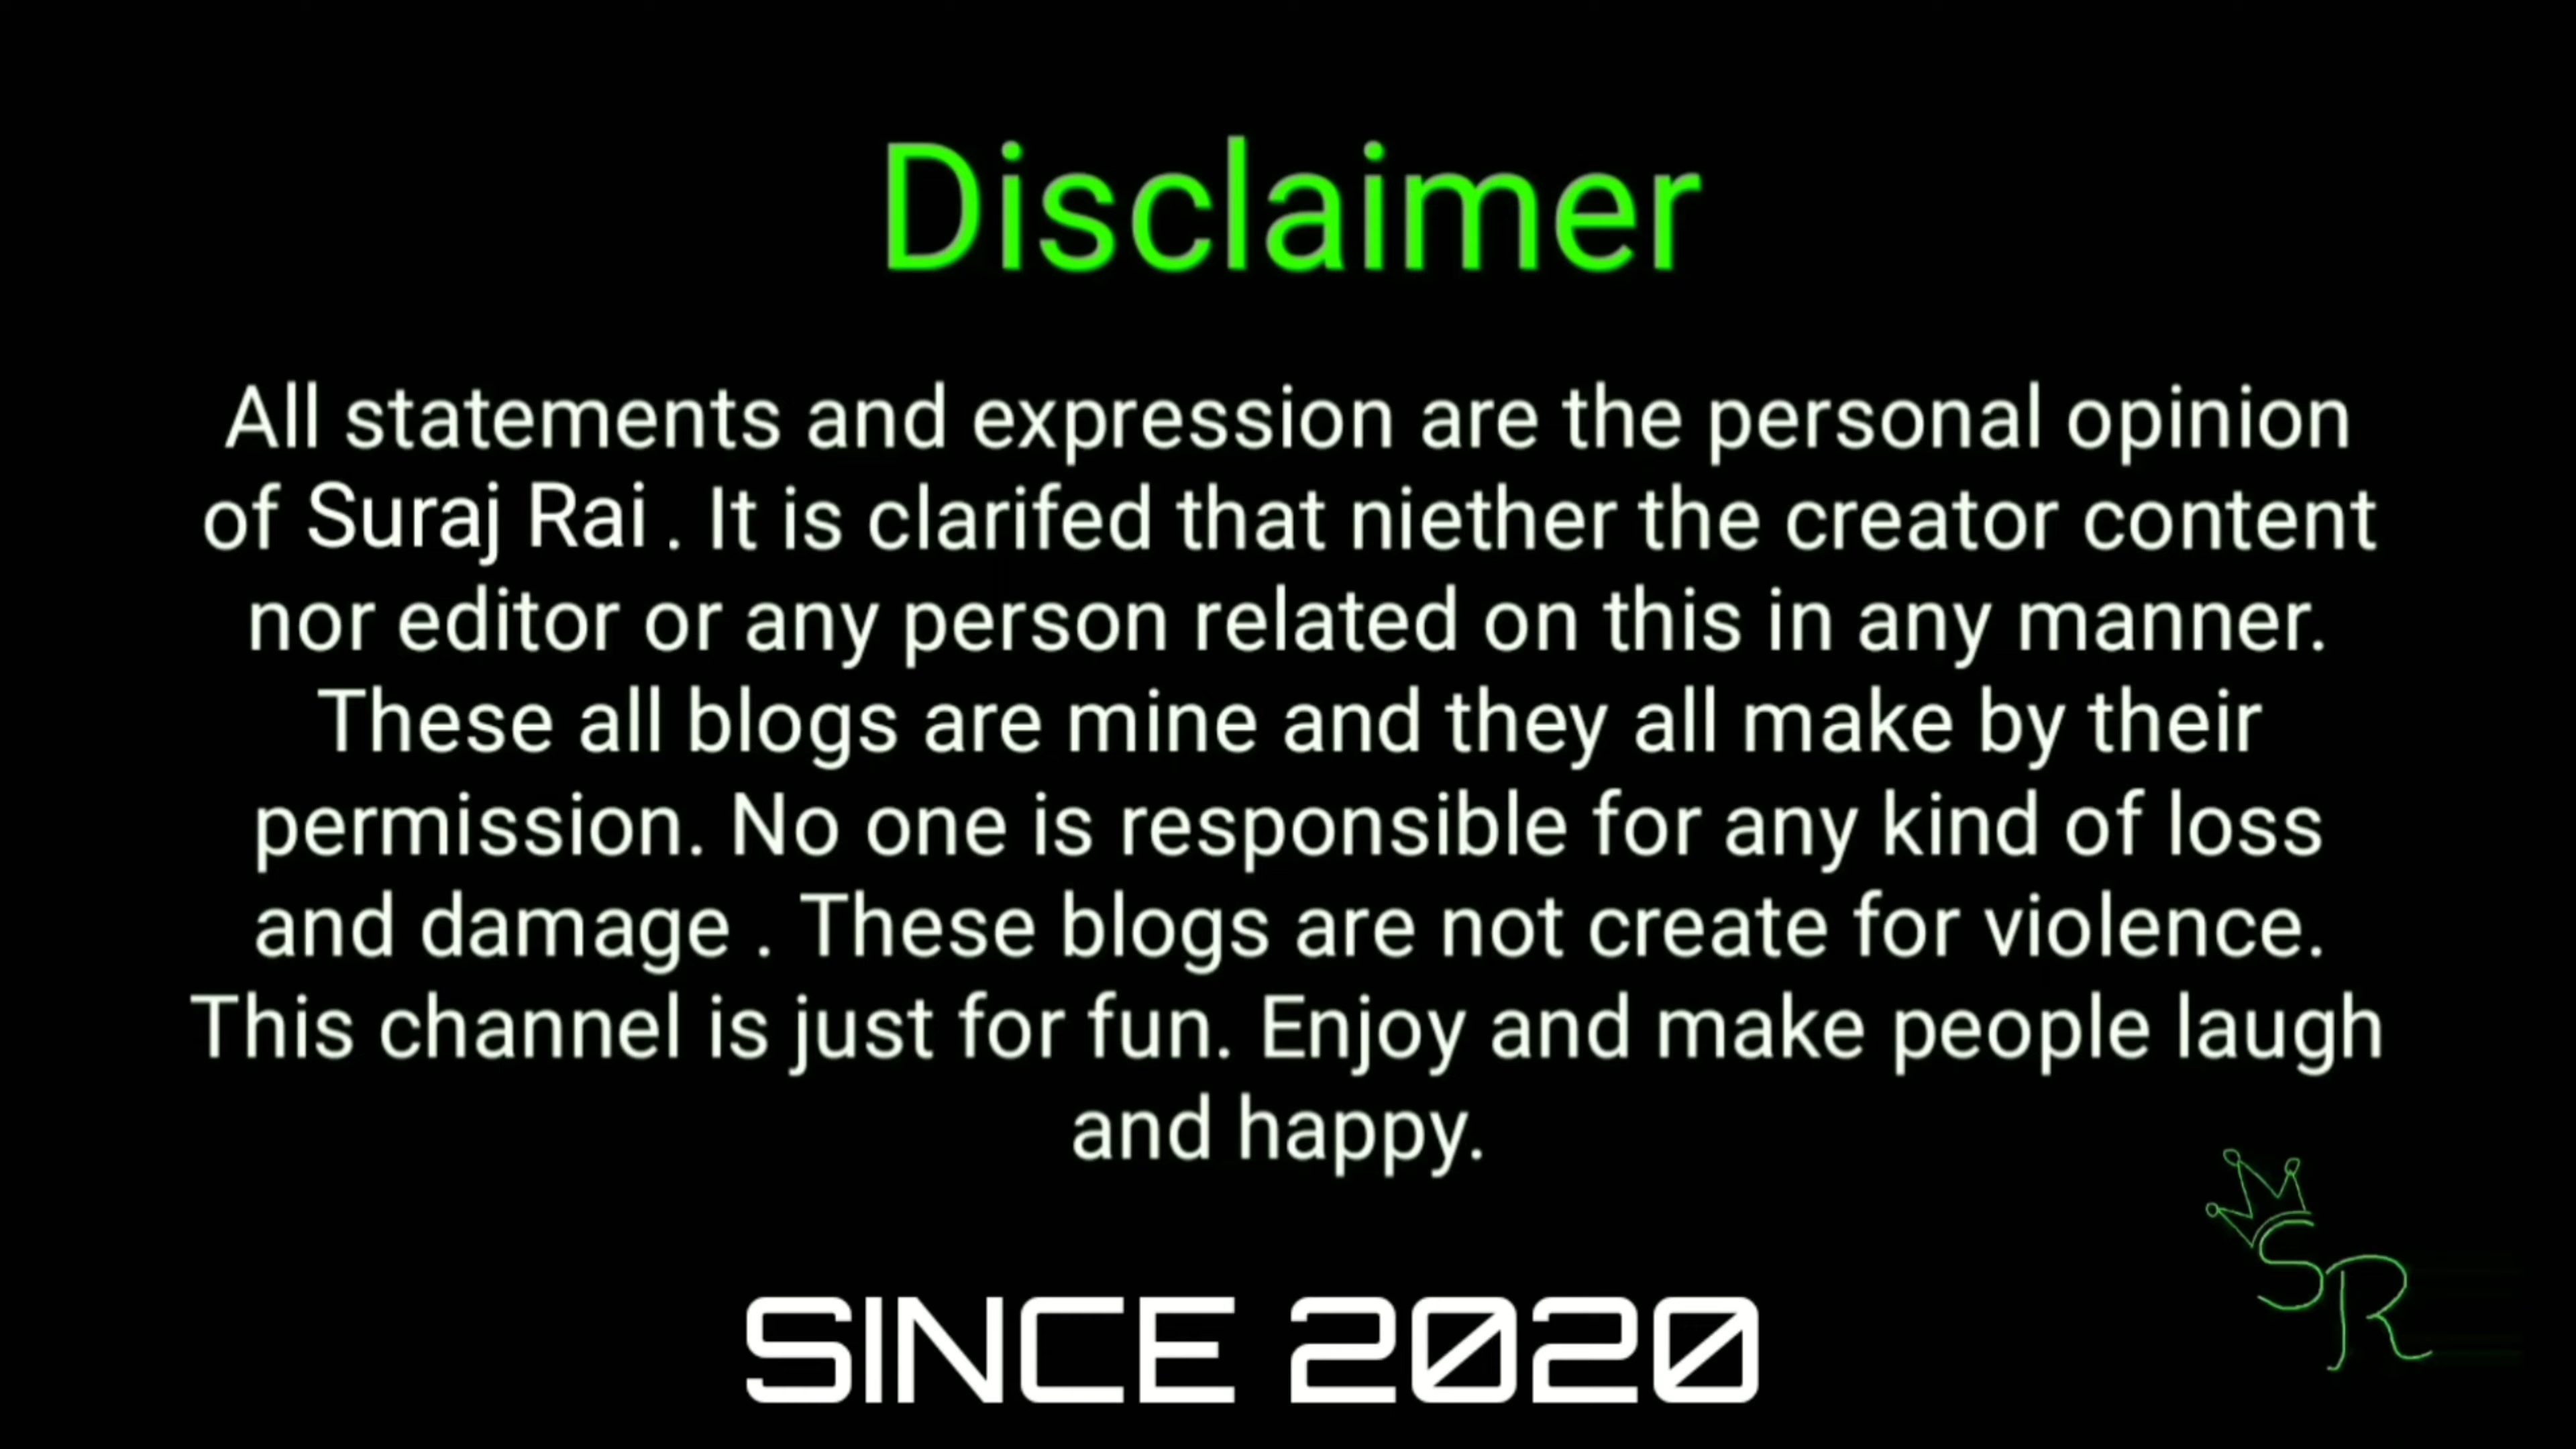 Disclaimer
All statements and expression are the personal opinion
of Suraj Rai . It is clarifed that niether the creator content
nor editor or any person related on this in any manner.
These all blogs are mine and they all make by their
permission. No one is responsible for any kind of loss
and damage . These blogs are not create for violence.
This channel is just for fun. Enjoy and make people laugh
and happy.
SR
SINCE 2020